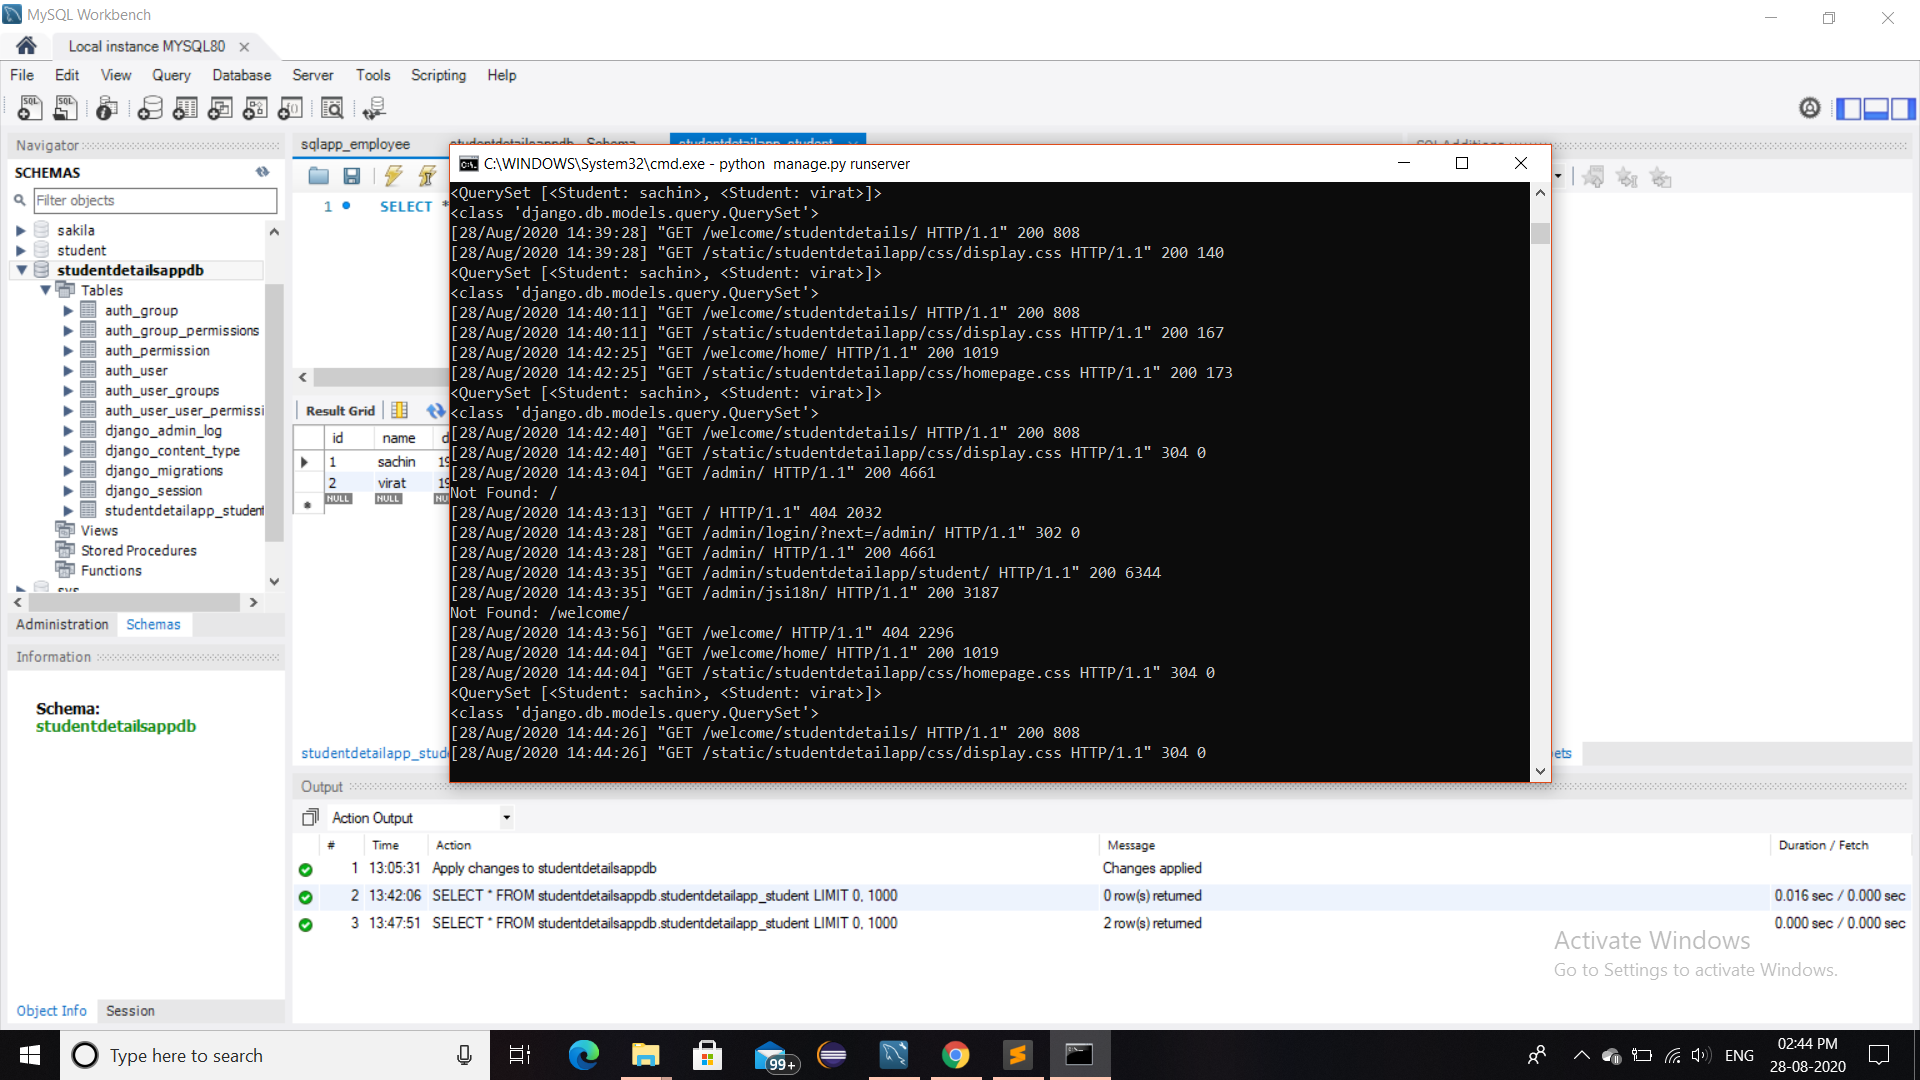 MySQL Workbench
Local instance MYSQL80
File Edit View Query Database Server Tools Scripting Help
Navigator
SCHEMAS
Filter objects
sakila
student
studentdetailsappdb
Tables
auth_group
auth_group_permissions
auth_permission
auth_user
auth_user_groups
auth_user_user_permissi
django_admin_log
django_content_type
django_migrations
django_session
studentdetailapp_student
Views
Stored Procedures
Functions
sys
Administration Schemas
Information
Schema:
studentdetailsappdb
Object Info Session
sqlapp_employee studentdetailsappdb - Schema studentdetailapp_student
SQL Additions
1 SELECT *
Result Grid
id name
1 sachin 19
2 virat 19
NULL NULL NU
studentdetailapp_stud
ets
C:\WINDOWS\System32\cmd.exe - python  manage.py runserver
<QuerySet [<Student: sachin>, <Student: virat>]>
<class 'django.db.models.query.QuerySet'>
[28/Aug/2020 14:39:28] "GET /welcome/studentdetails/ HTTP/1.1" 200 808
[28/Aug/2020 14:39:28] "GET /static/studentdetailapp/css/display.css HTTP/1.1" 200 140
<QuerySet [<Student: sachin>, <Student: virat>]>
<class 'django.db.models.query.QuerySet'>
[28/Aug/2020 14:40:11] "GET /welcome/studentdetails/ HTTP/1.1" 200 808
[28/Aug/2020 14:40:11] "GET /static/studentdetailapp/css/display.css HTTP/1.1" 200 167
[28/Aug/2020 14:42:25] "GET /welcome/home/ HTTP/1.1" 200 1019
[28/Aug/2020 14:42:25] "GET /static/studentdetailapp/css/homepage.css HTTP/1.1" 200 173
<QuerySet [<Student: sachin>, <Student: virat>]>
<class 'django.db.models.query.QuerySet'>
[28/Aug/2020 14:42:40] "GET /welcome/studentdetails/ HTTP/1.1" 200 808
[28/Aug/2020 14:42:40] "GET /static/studentdetailapp/css/display.css HTTP/1.1" 304 0
[28/Aug/2020 14:43:04] "GET /admin/ HTTP/1.1" 200 4661
Not Found: /
[28/Aug/2020 14:43:13] "GET / HTTP/1.1" 404 2032
[28/Aug/2020 14:43:28] "GET /admin/login/?next=/admin/ HTTP/1.1" 302 0
[28/Aug/2020 14:43:28] "GET /admin/ HTTP/1.1" 200 4661
[28/Aug/2020 14:43:35] "GET /admin/studentdetailapp/student/ HTTP/1.1" 200 6344
[28/Aug/2020 14:43:35] "GET /admin/jsi18n/ HTTP/1.1" 200 3187
Not Found: /welcome/
[28/Aug/2020 14:43:56] "GET /welcome/ HTTP/1.1" 404 2296
[28/Aug/2020 14:44:04] "GET /welcome/home/ HTTP/1.1" 200 1019
[28/Aug/2020 14:44:04] "GET /static/studentdetailapp/css/homepage.css HTTP/1.1" 304 0
<QuerySet [<Student: sachin>, <Student: virat>]>
<class 'django.db.models.query.QuerySet'>
[28/Aug/2020 14:44:26] "GET /welcome/studentdetails/ HTTP/1.1" 200 808
[28/Aug/2020 14:44:26] "GET /static/studentdetailapp/css/display.css HTTP/1.1" 304 0
Output
Action Output
# Time Action Message Duration / Fetch
1 13:05:31 Apply changes to studentdetailsappdb Changes applied
2 13:42:06 SELECT * FROM studentdetailsappdb.studentdetailapp_student LIMIT 0, 1000 0 row(s) returned 0.016 sec / 0.000 sec
3 13:47:51 SELECT * FROM studentdetailsappdb.studentdetailapp_student LIMIT 0, 1000 2 row(s) returned 0.000 sec / 0.000 sec
Activate Windows
Go to Settings to activate Windows.
Type here to search
99+
ENG
02:44 PM
28-08-2020